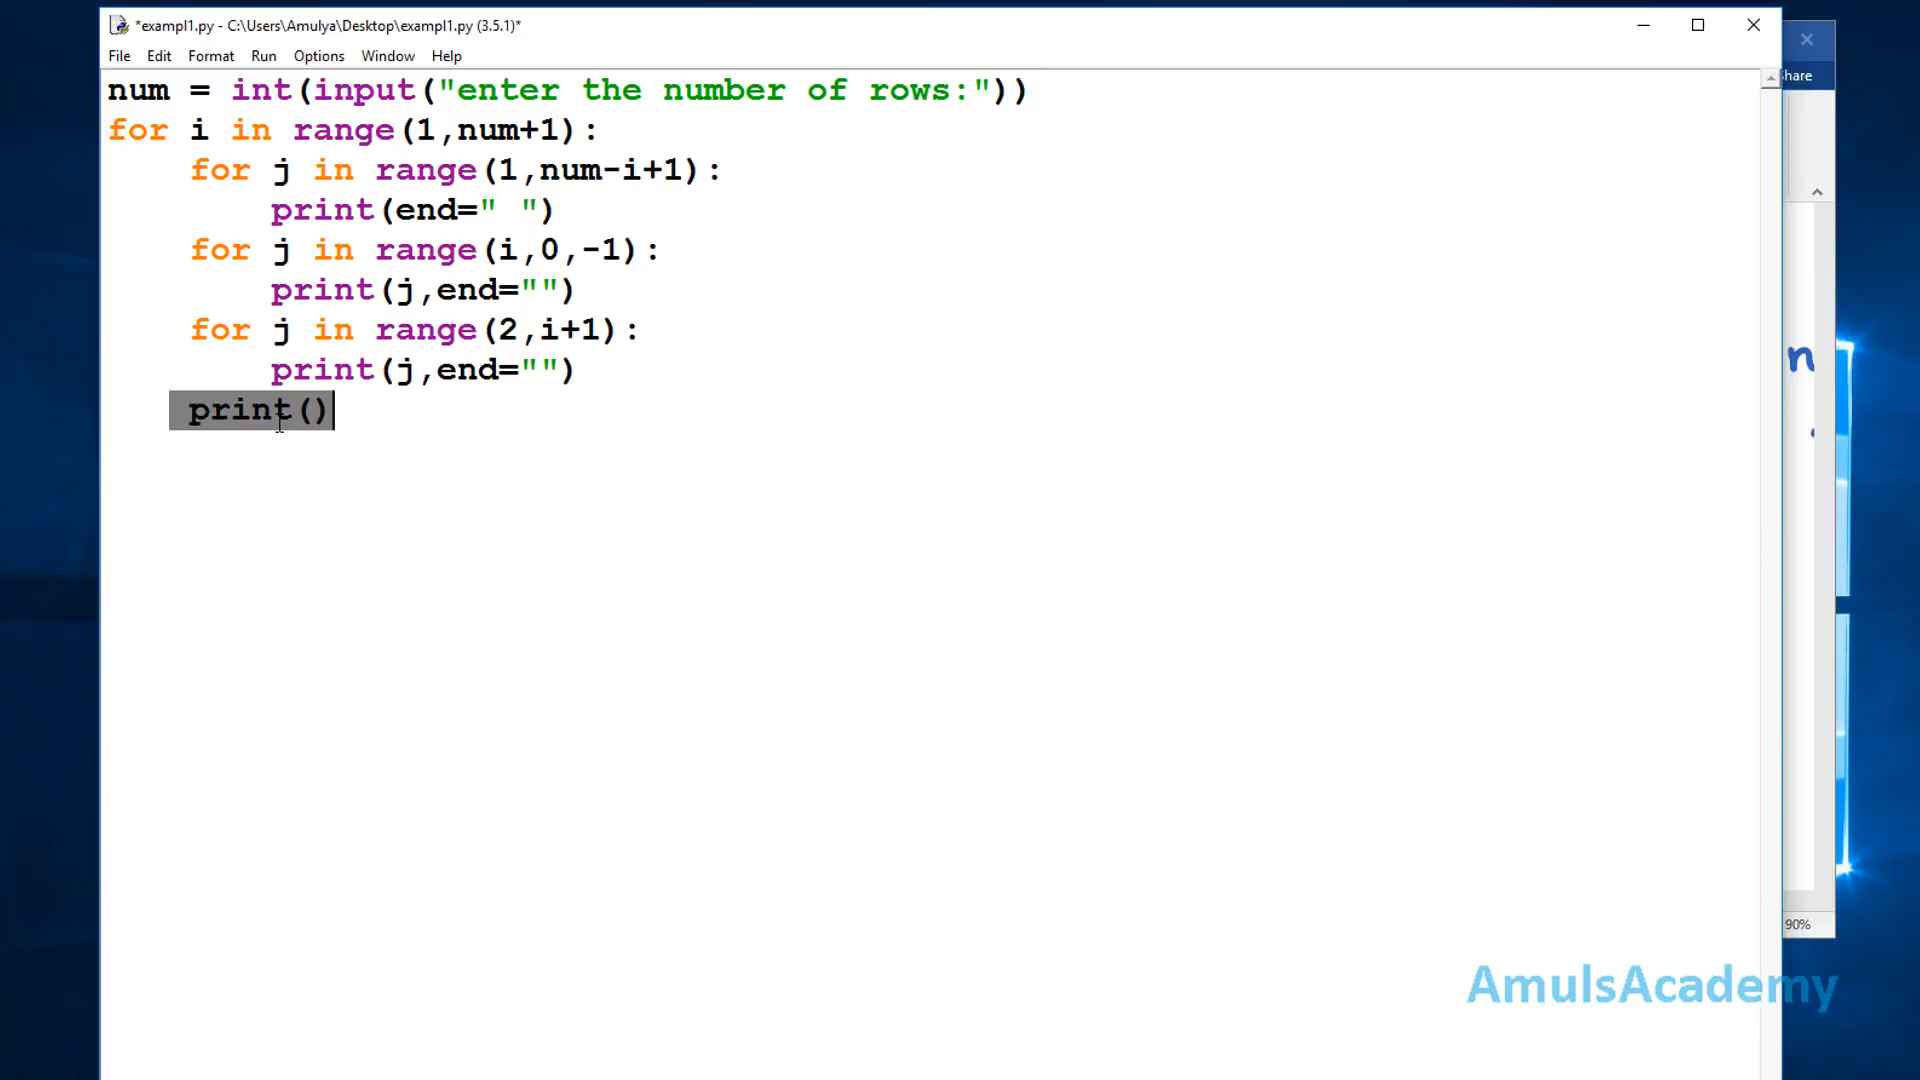 *exampl1.py - C:\Users\Amulya\Desktop\exampl1.py (3.5.1)*
File Edit Format Run Options Window Help
num = int(input("enter the number of rows:"))
for i in range(1,num+1):
    for j in range(1,num-i+1):
        print(end=" ")
    for j in range(i,0,-1):
        print(j,end="")
    for j in range(2,i+1):
        print(j,end="")
    print()
90%
AmulsAcademy